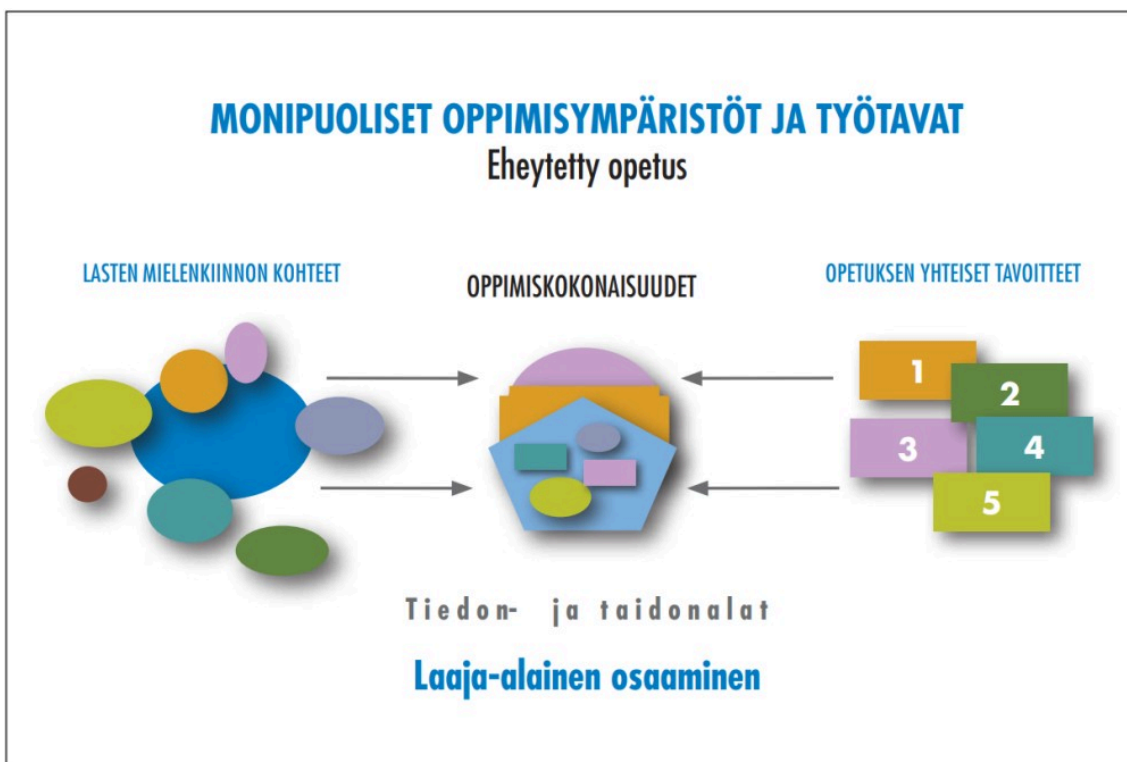 MONIPUOLISET OPPIMISYMPÄRISTÖT JA TYÖTAVAT
Eheytetty opetus
LASTEN MIELENKIINNON KOHTEET
OPPIMISKOKONAISUUDET
OPETUKSEN YHTEISET TAVOITTEET
1
2
3
4
5
Tiedon- ja taidonalat
Laaja-alainen osaaminen